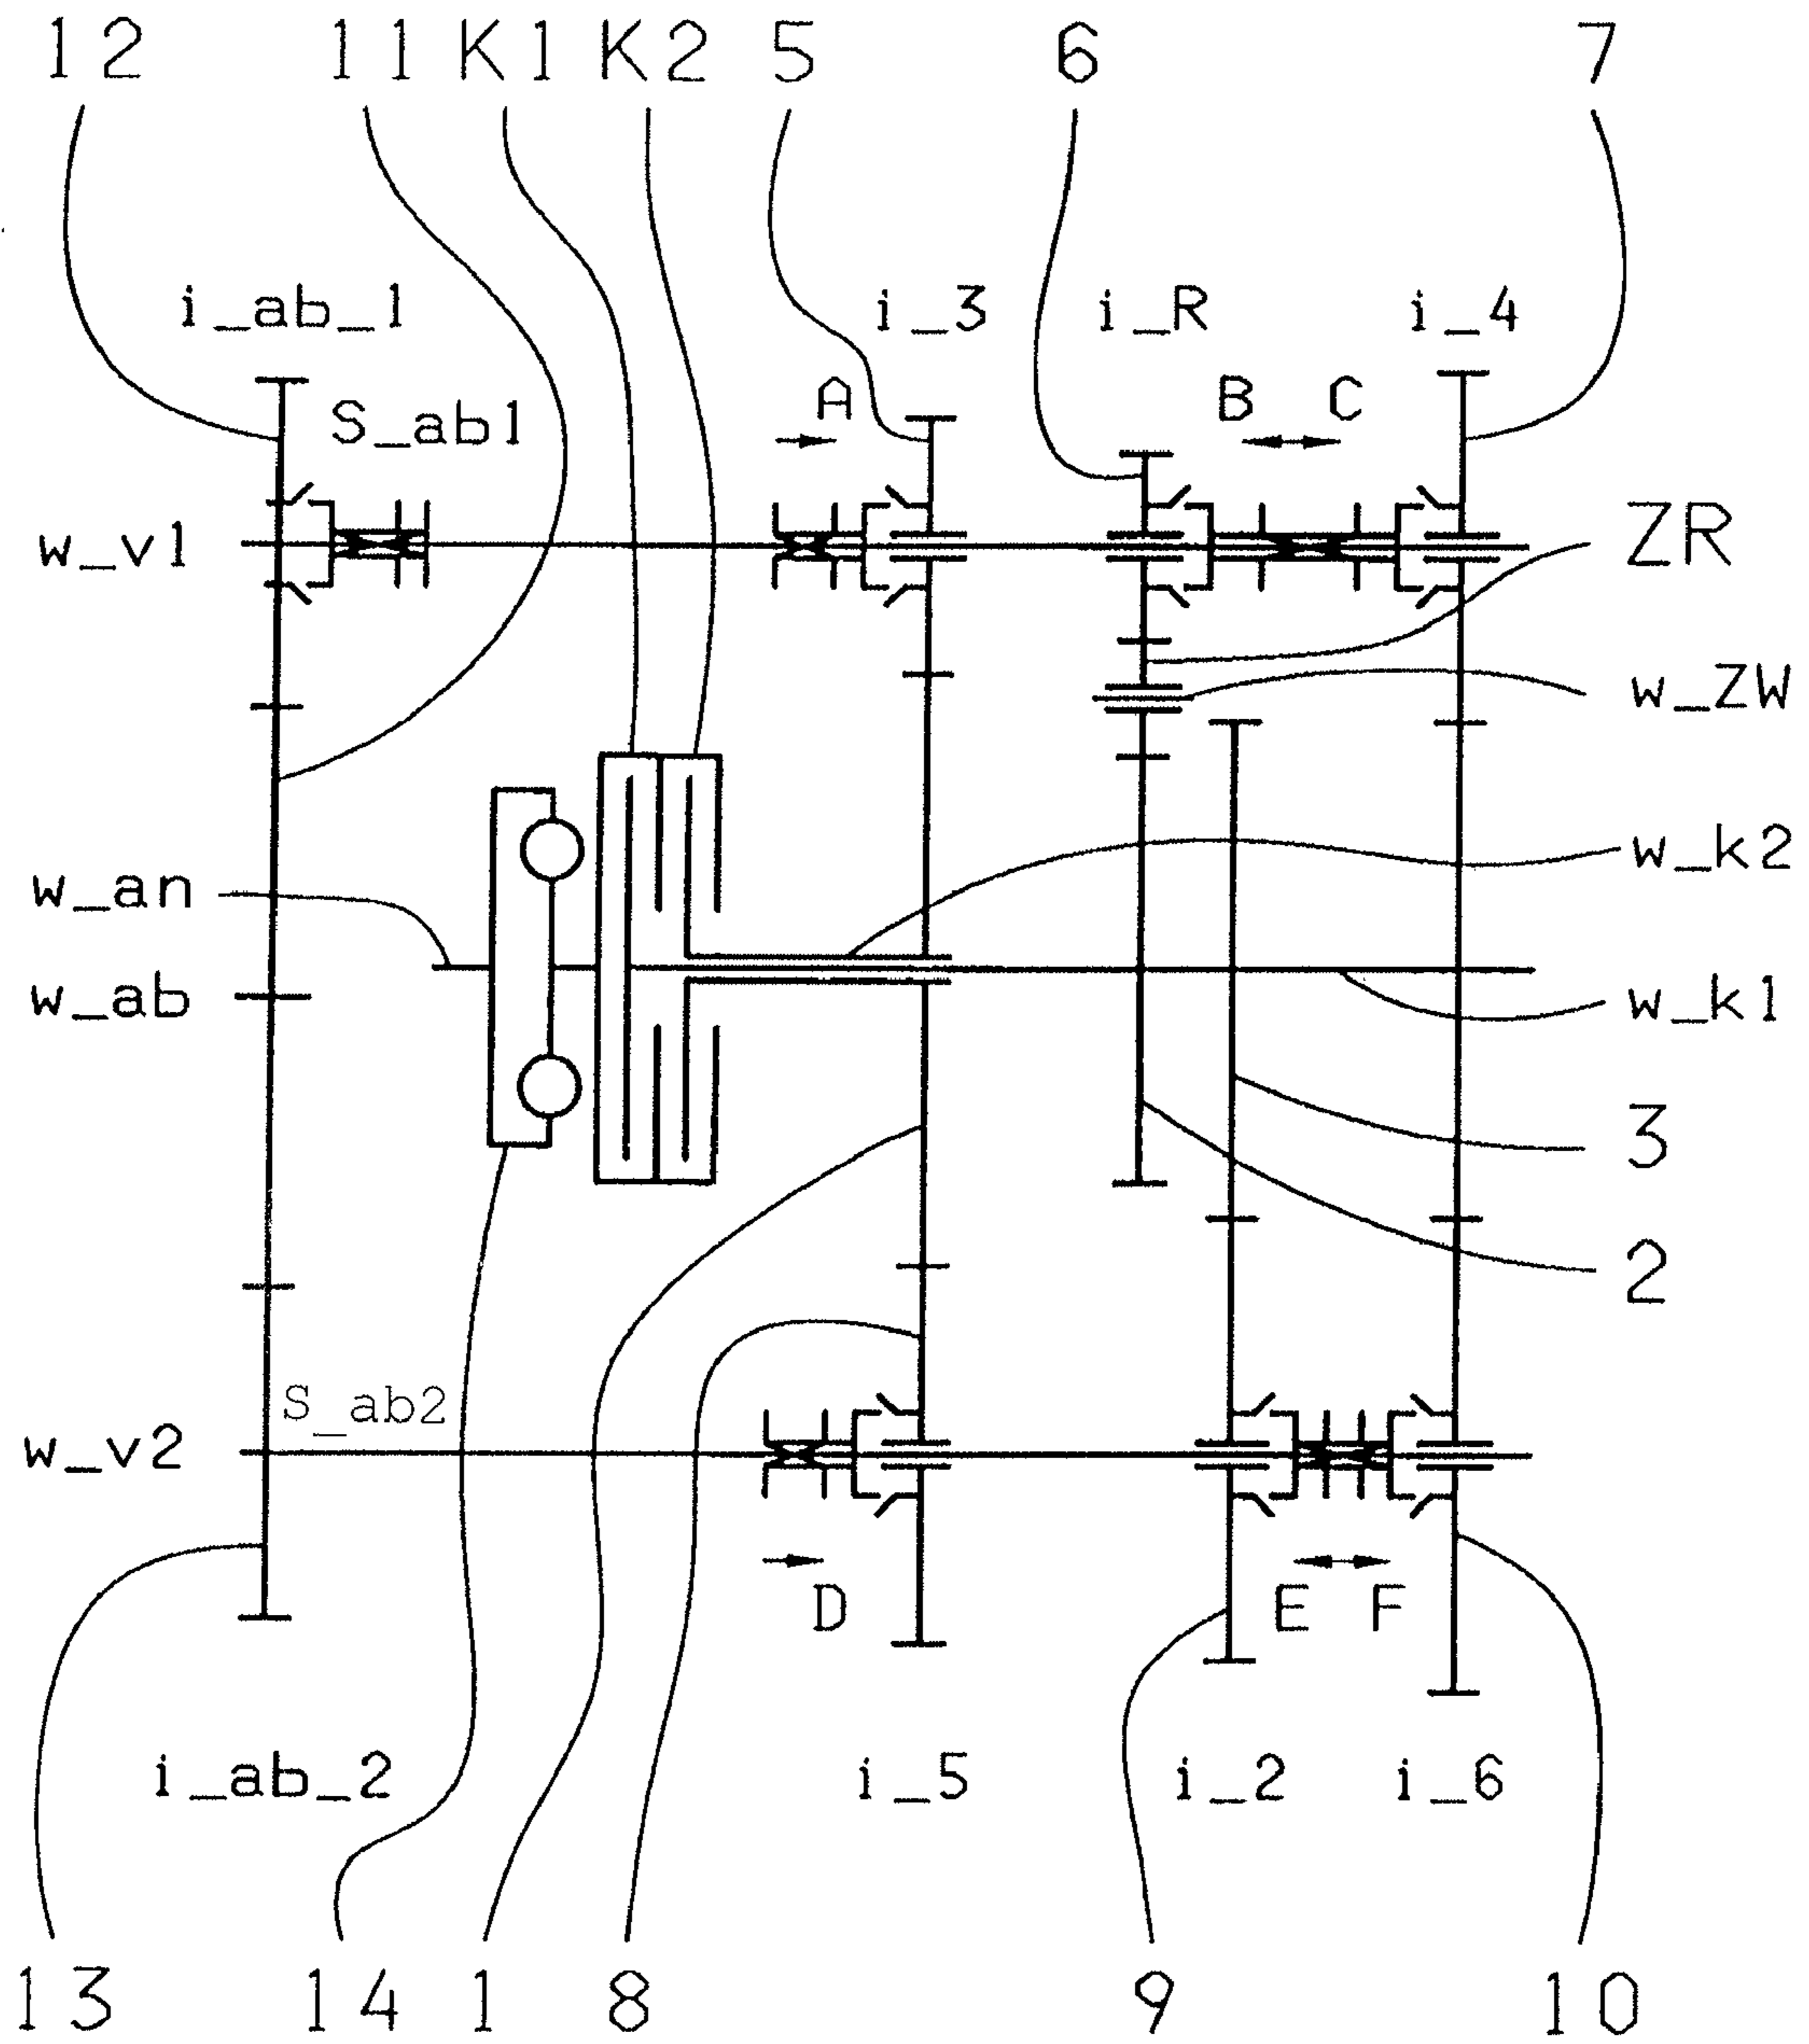 12 11 K1 K2 5 6 7
i_ab_1 i_3 i_R i_4
S_ab1 A B C
w_v1 ZR
w_ZW
w_k2
w_an
w_ab w_k1
3
2
S_ab2
w_v2
D E F
i_ab_2 i_5 i_2 i_6
13 14 1 8 9 10